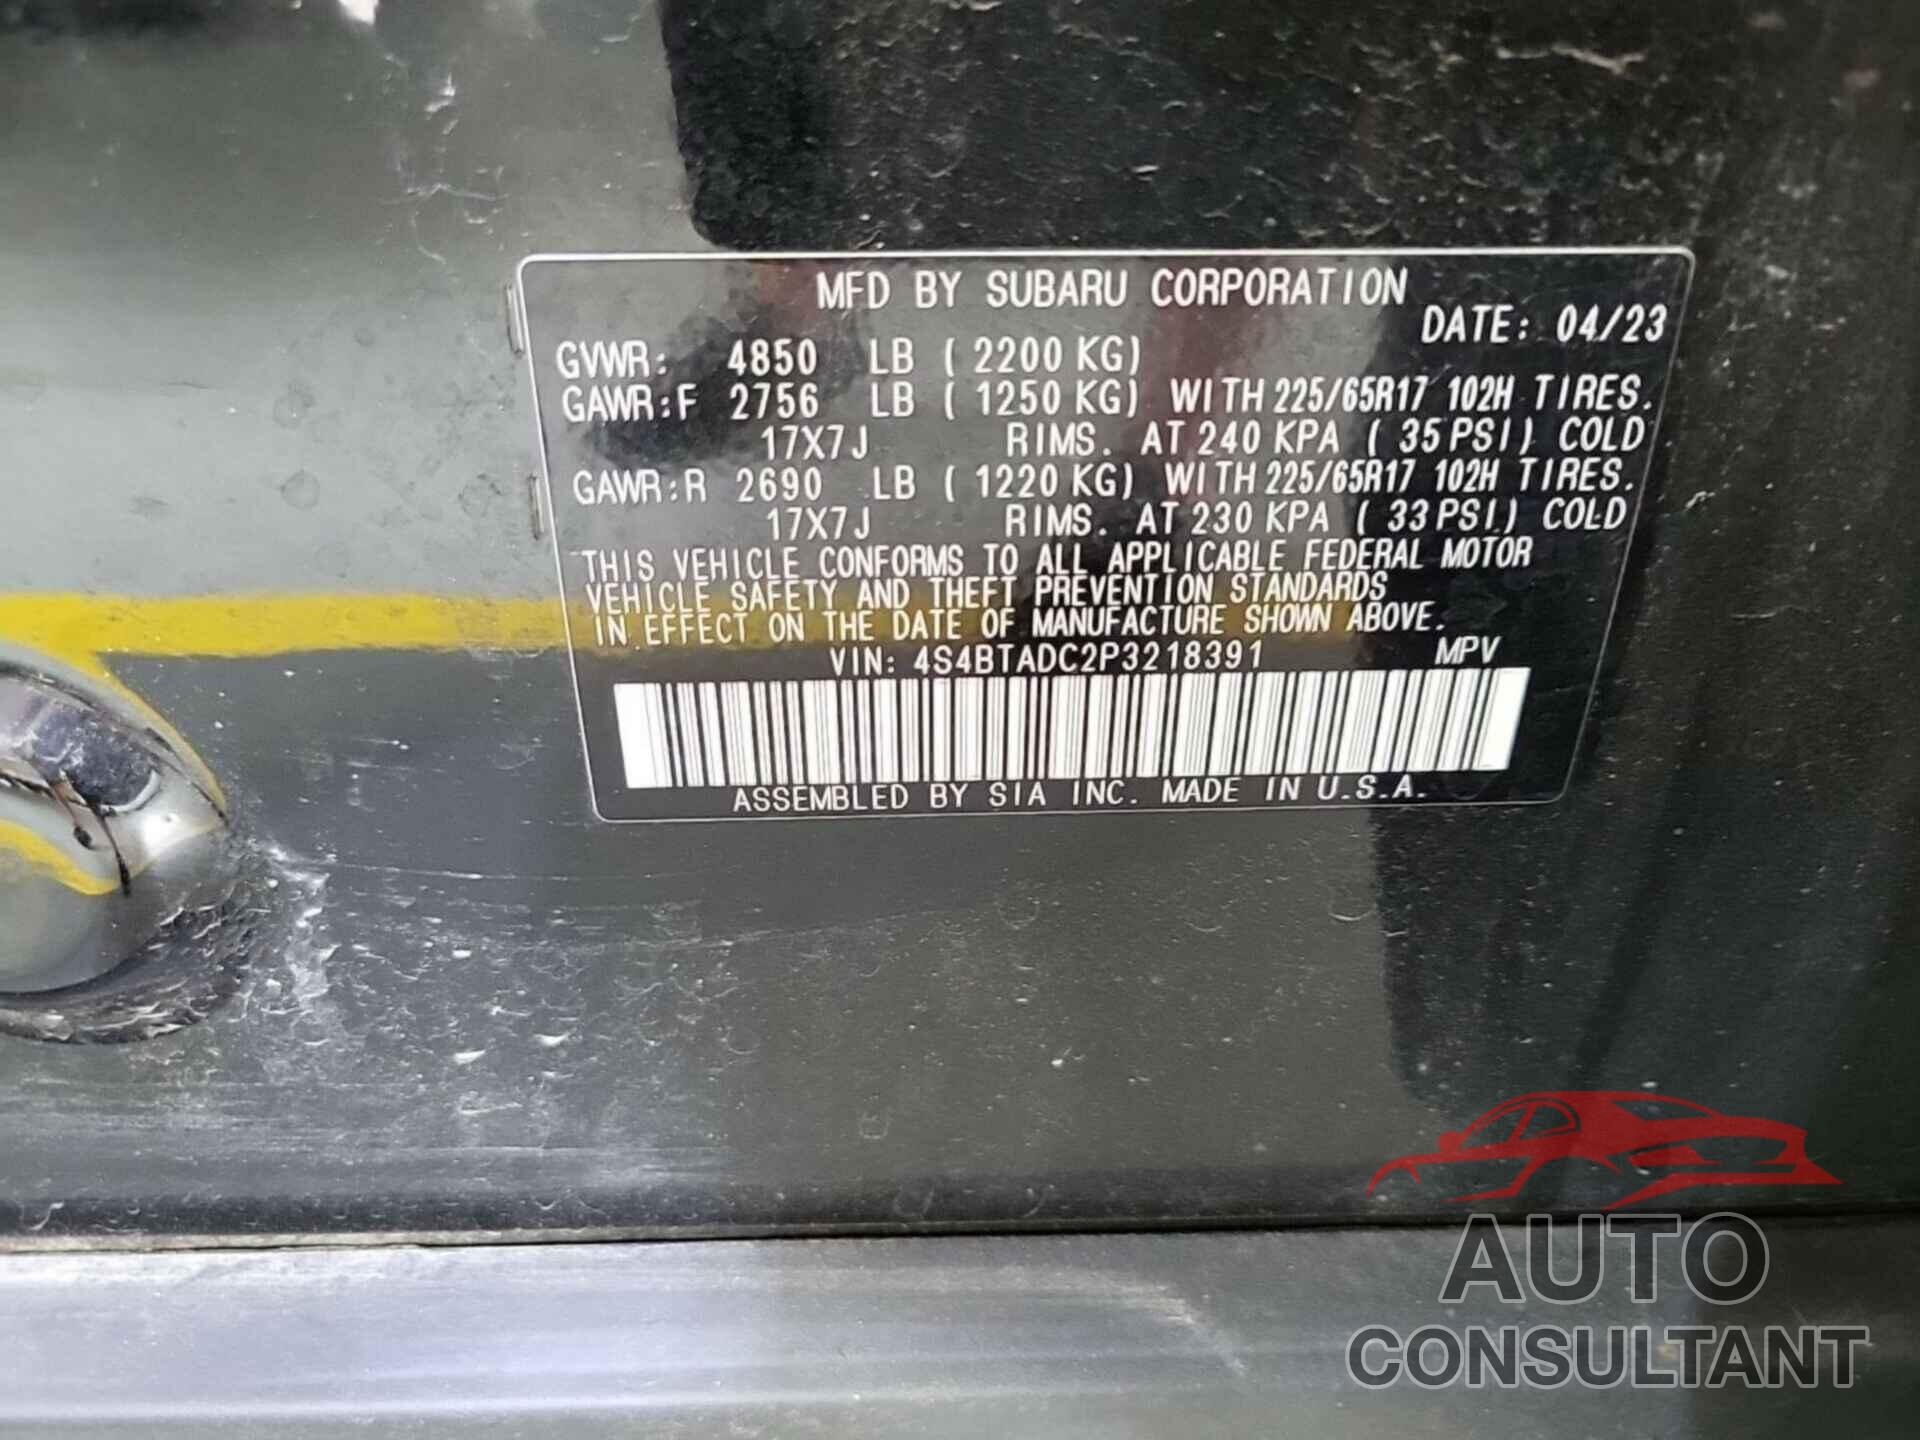 MFD BY SUBARU CORPORATION
DATE: 04/23
GVWR: 4850 LB ( 2200 KG)
GAWR:F 2756 LB ( 1250 KG) WITH 225/65R17 102H TIRES.
17X7J RIMS. AT 240 KPA ( 35 PSI) COLD
GAWR:R 2690 LB ( 1220 KG) WITH 225/65R17 102H TIRES.
17X7J RIMS. AT 230 KPA ( 33 PSI) COLD
THIS VEHICLE CONFORMS TO ALL APPLICABLE FEDERAL MOTOR
VEHICLE SAFETY AND THEFT PREVENTION STANDARDS
IN EFFECT ON THE DATE OF MANUFACTURE SHOWN ABOVE.
VIN: 4S4BTADC2P3218391 MPV
ASSEMBLED BY SIA INC. MADE IN U.S.A.
AUTO
CONSULTANT